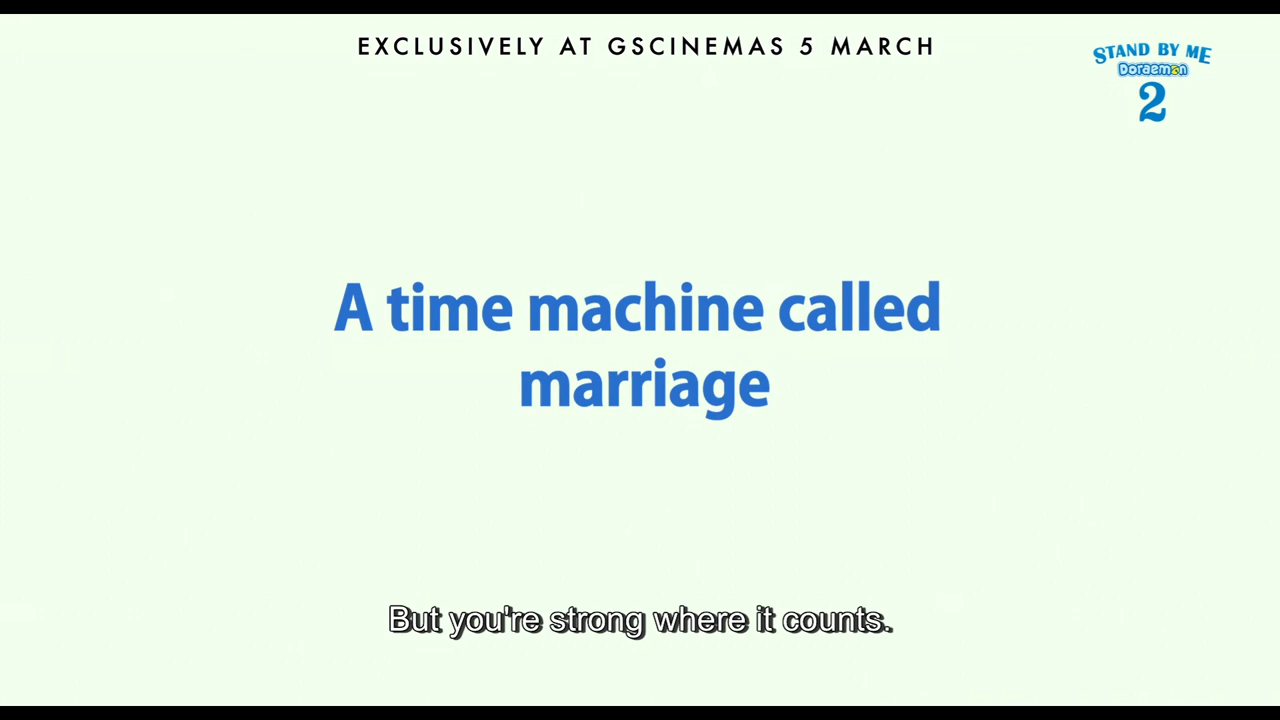 EXCLUSIVELY AT GSCINEMAS 5 MARCH
STAND BY ME
Doraemon
2
A time machine called
marriage
But you're strong where it counts.